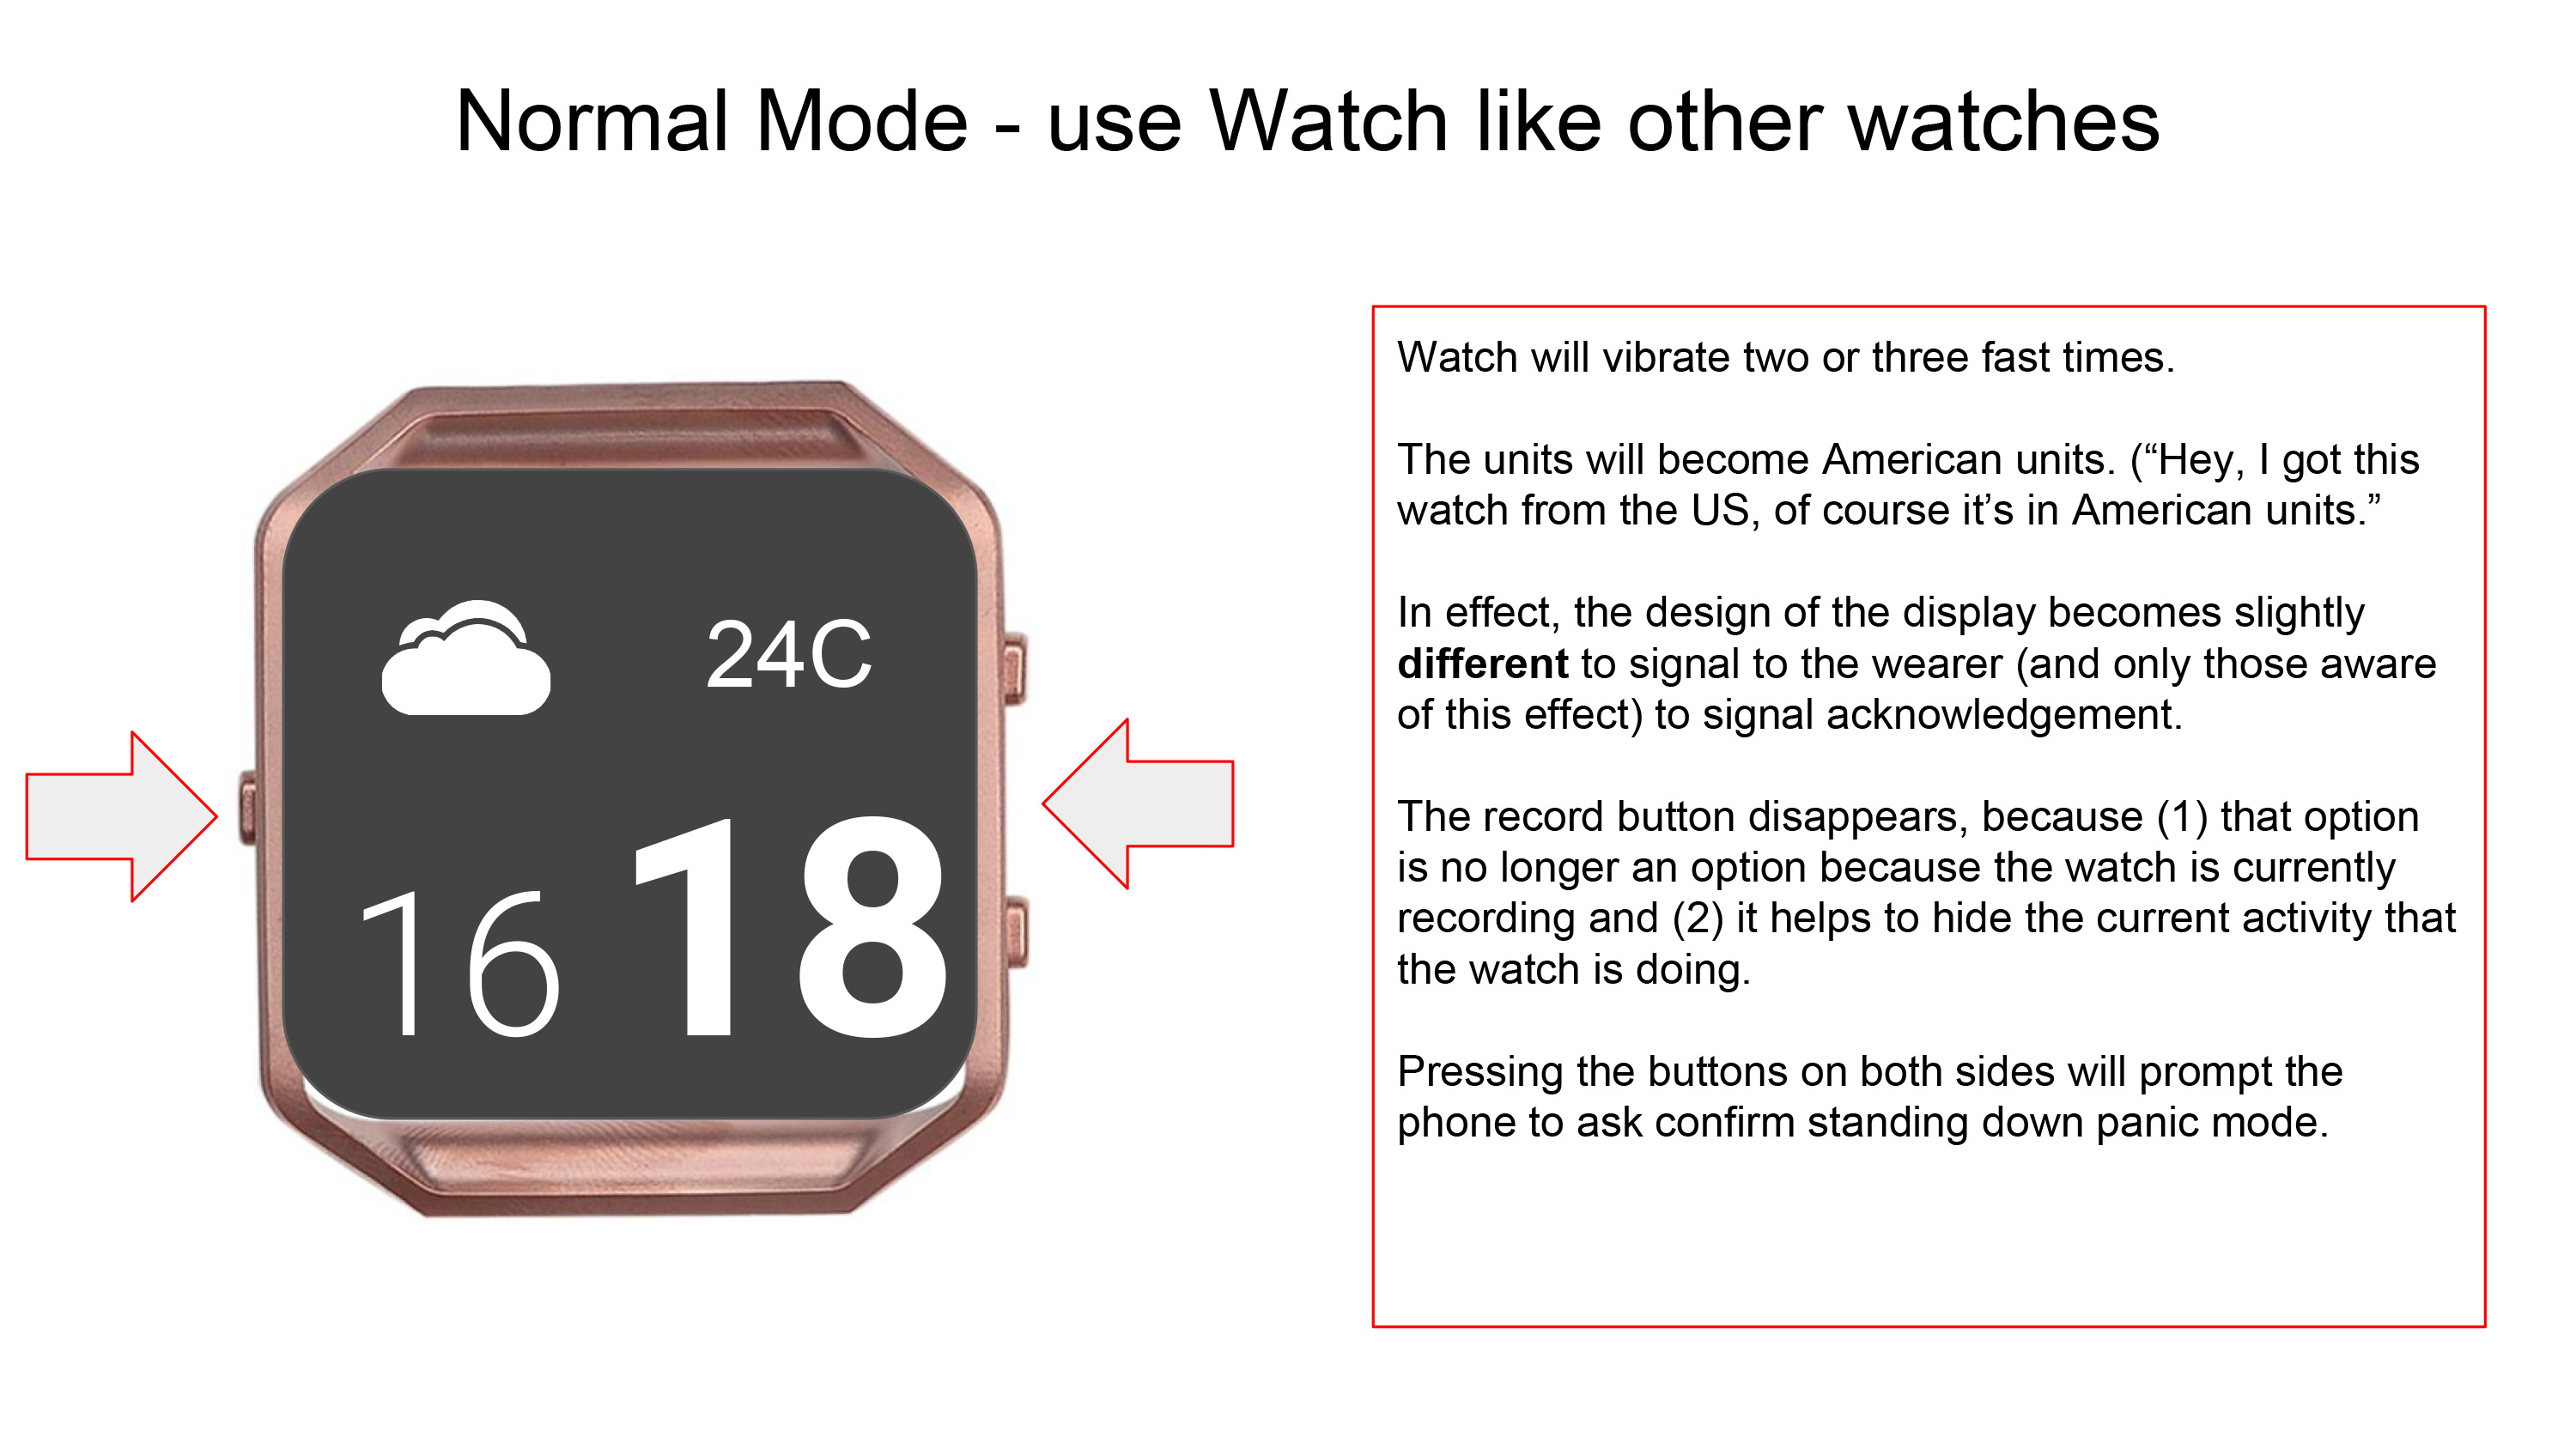 Normal Mode - use Watch like other watches
24C
16 18
Watch will vibrate two or three fast times.
The units will become American units. (“Hey, I got this
watch from the US, of course it’s in American units.”
In effect, the design of the display becomes slightly
different to signal to the wearer (and only those aware
of this effect) to signal acknowledgement.
The record button disappears, because (1) that option
is no longer an option because the watch is currently
recording and (2) it helps to hide the current activity that
the watch is doing.
Pressing the buttons on both sides will prompt the
phone to ask confirm standing down panic mode.